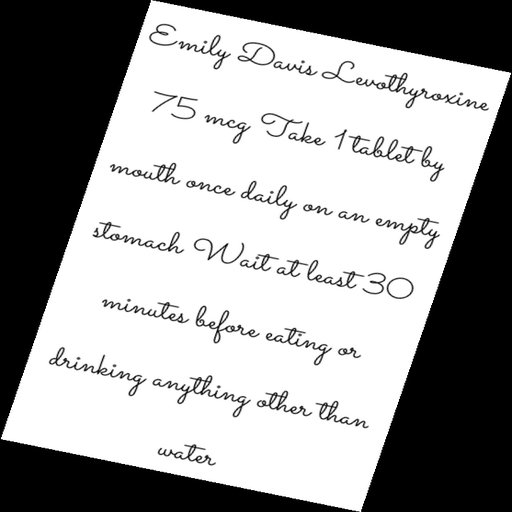 Emily Davis Levothyroxine
75 mcg Take 1 tablet by
mouth once daily on an empty
stomach Wait at least 30
minutes before eating or
drinking anything other than
water